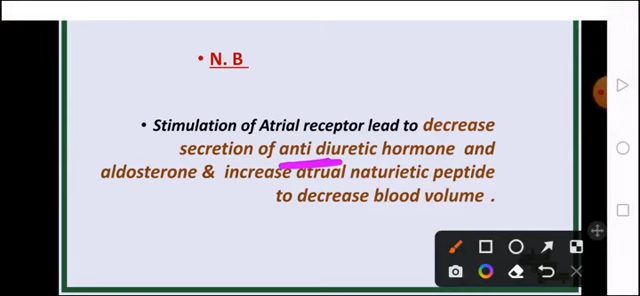 • N. B
• Stimulation of Atrial receptor lead to decrease
secretion of anti diuretic hormone and
aldosterone & increase atrual naturietic peptide
to decrease blood volume .